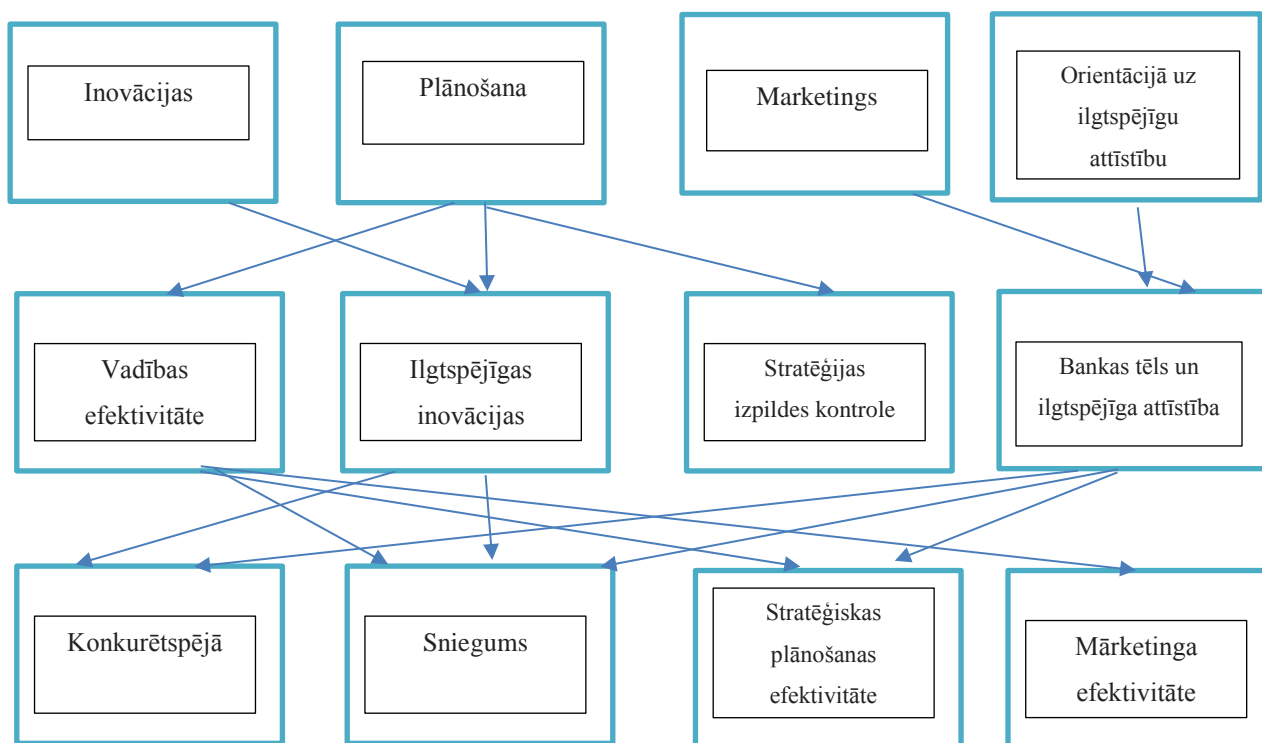 Inovācijas
Plānošana
Marketings
Orientācijā uz
ilgtspējīgu
attīstību
Vadības
efektivitāte
Ilgtspējīgas
inovācijas
Stratēģijas
izpildes kontrole
Bankas tēls un
ilgtspējīga attīstība
Konkurētspējā
Sniegums
Stratēģiskas
plānošanas
efektivitāte
Mārketinga
efektivitāte